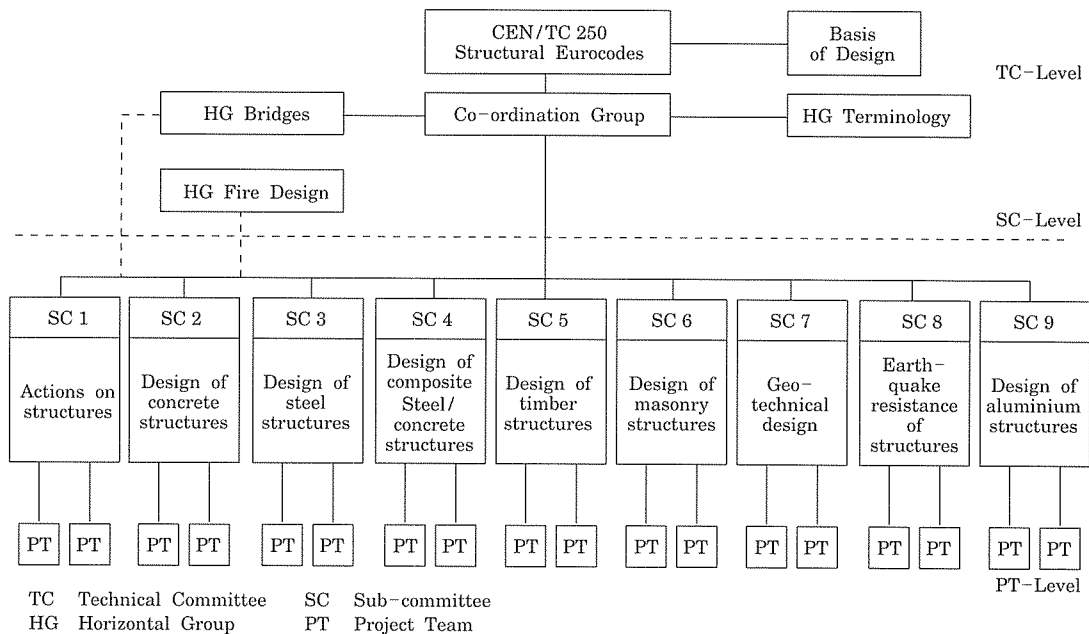 CEN/TC 250
Structural Eurocodes
Basis
of Design
TC-Level
HG Bridges
Co-ordination Group
HG Terminology
HG Fire Design
SC-Level
SC 1
SC 2
SC 3
SC 4
SC 5
SC 6
SC 7
SC 8
SC 9
Actions on
structures
Design of
concrete
structures
Design of
steel
structures
Design of
composite
Steel/
concrete
structures
Design of
timber
structures
Design of
masonry
structures
Geo-
technical
design
Earth-
quake
resistance
of
structures
Design of
aluminium
structures
PT PT PT PT PT PT PT PT PT PT PT PT PT PT PT PT PT PT
PT-Level
TC Technical Committee SC Sub-committee
HG Horizontal Group PT Project Team